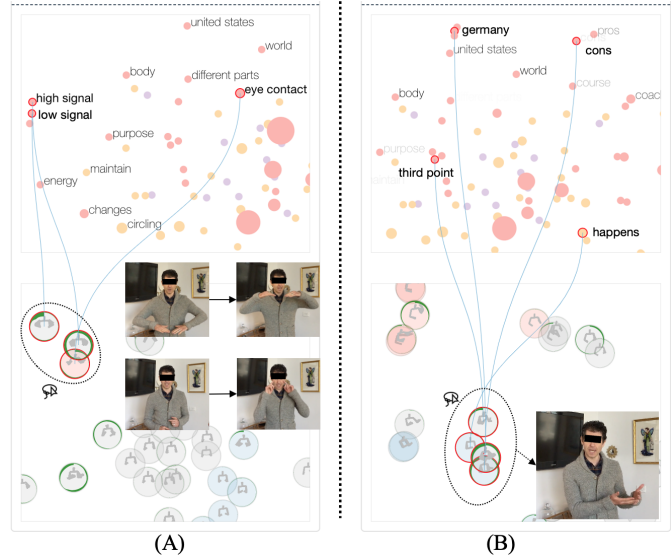 united states
world
body
different parts
eye contact
high signal
low signal
purpose
maintain
energy
changes
circling
(A)
pros
germany
cons
united states
world
course
body
coac
purpose
third point
happens
(B)